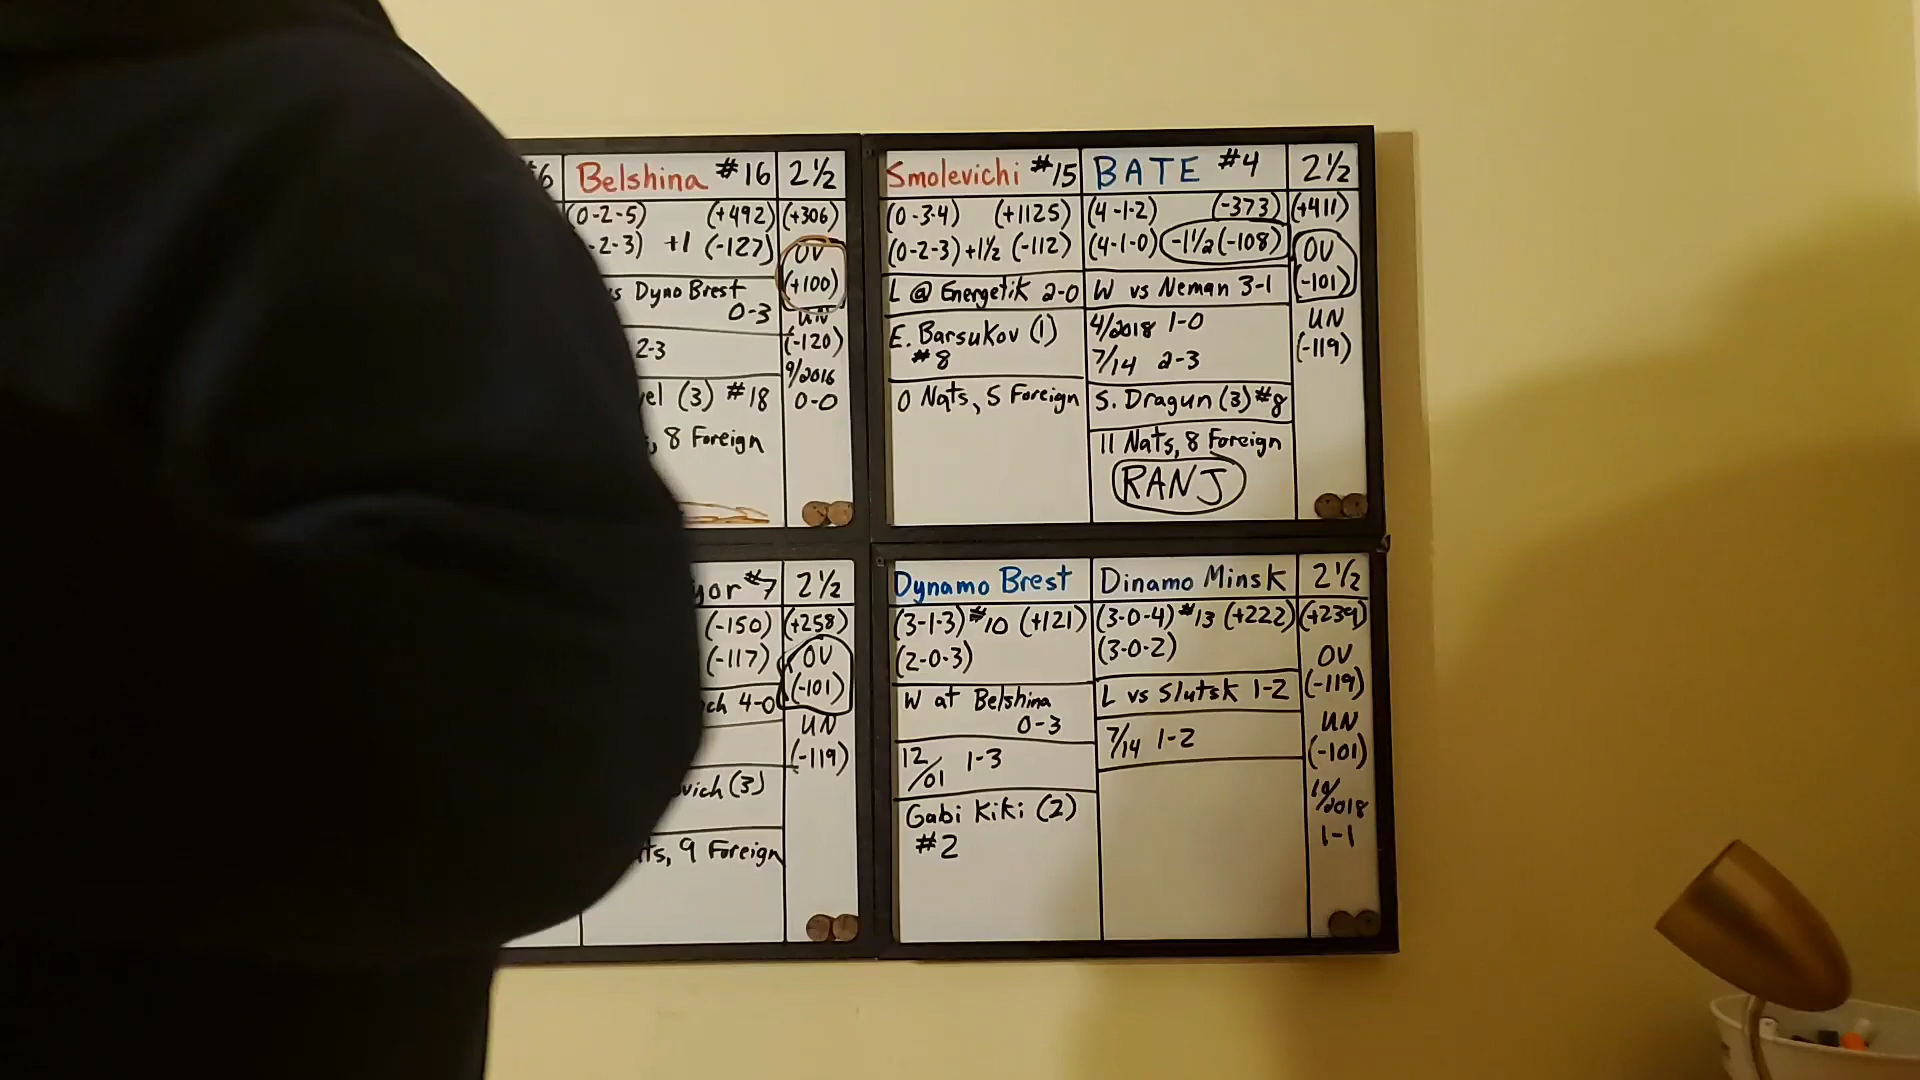 Belshina #16 2½
(0-2-5) (+492) (+306)
-2-3) +1 (-127) OV
(+100)
vs Dyno Brest
0-3 UN
(-120)
2-3
9/2016
0-0
(3) #18
8 Foreign
Smolevichi #15 BATE #4 2½
(0-3-4) (+1125) (4-1-2) (-373) (+411)
(0-2-3) +1½ (-112) (4-1-0) -1½ (-108) OV
(-101)
L @ Energetik 2-0 W vs Neman 3-1
UN
(-119)
E. Barsukov (1) 4/2018 1-0
#8 7/14 2-3
0 Nats, 5 Foreign S. Dragun (3) #8
11 Nats, 8 Foreign
RANJ
#7 2½
(-150) (+258)
(-117) OV
(-101)
4-0
UN
(-119)
(3)
9 Foreign
Dynamo Brest Dinamo Minsk 2½
(3-1-3) #10 (+121) (3-0-4) #13 (+222) (+239)
(2-0-3) (3-0-2) OV
(-119)
W at Belshina L vs Slutsk 1-2
0-3
UN
(-101)
12/01 1-3 7/14 1-2
Gabi Kiki (2)
#2
10/2018
1-1